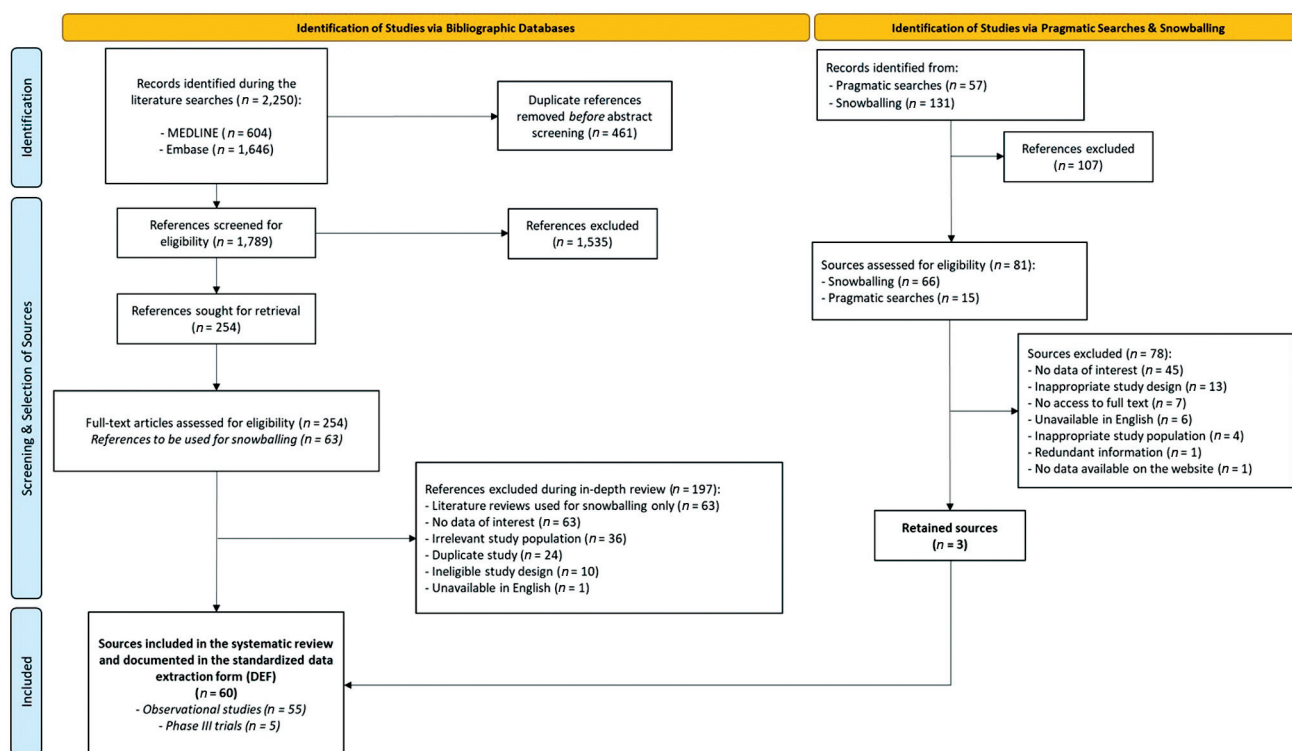 Identification of Studies via Bibliographic Databases
Identification of Studies via Pragmatic Searches & Snowballing
Identification
Records identified during the
literature searches (n = 2,250):
- MEDLINE (n = 604)
- Embase (n = 1,646)
Duplicate references
removed before abstract
screening (n = 461)
Records identified from:
- Pragmatic searches (n = 57)
- Snowballing (n = 131)
References excluded
(n = 107)
Screening & Selection of Sources
References screened for
eligibility (n = 1,789)
References excluded
(n = 1,535)
References sought for retrieval
(n = 254)
Sources assessed for eligibility (n = 81):
- Snowballing (n = 66)
- Pragmatic searches (n = 15)
Full-text articles assessed for eligibility (n = 254)
References to be used for snowballing (n = 63)
Sources excluded (n = 78):
- No data of interest (n = 45)
- Inappropriate study design (n = 13)
- No access to full text (n = 7)
- Unavailable in English (n = 6)
- Inappropriate study population (n = 4)
- Redundant information (n = 1)
- No data available on the website (n = 1)
References excluded during in-depth review (n = 197):
- Literature reviews used for snowballing only (n = 63)
- No data of interest (n = 63)
- Irrelevant study population (n = 36)
- Duplicate study (n = 24)
- Ineligible study design (n = 10)
- Unavailable in English (n = 1)
Retained sources
(n = 3)
Included
Sources included in the systematic review
and documented in the standardized data
extraction form (DEF)
(n = 60)
- Observational studies (n = 55)
- Phase III trials (n = 5)